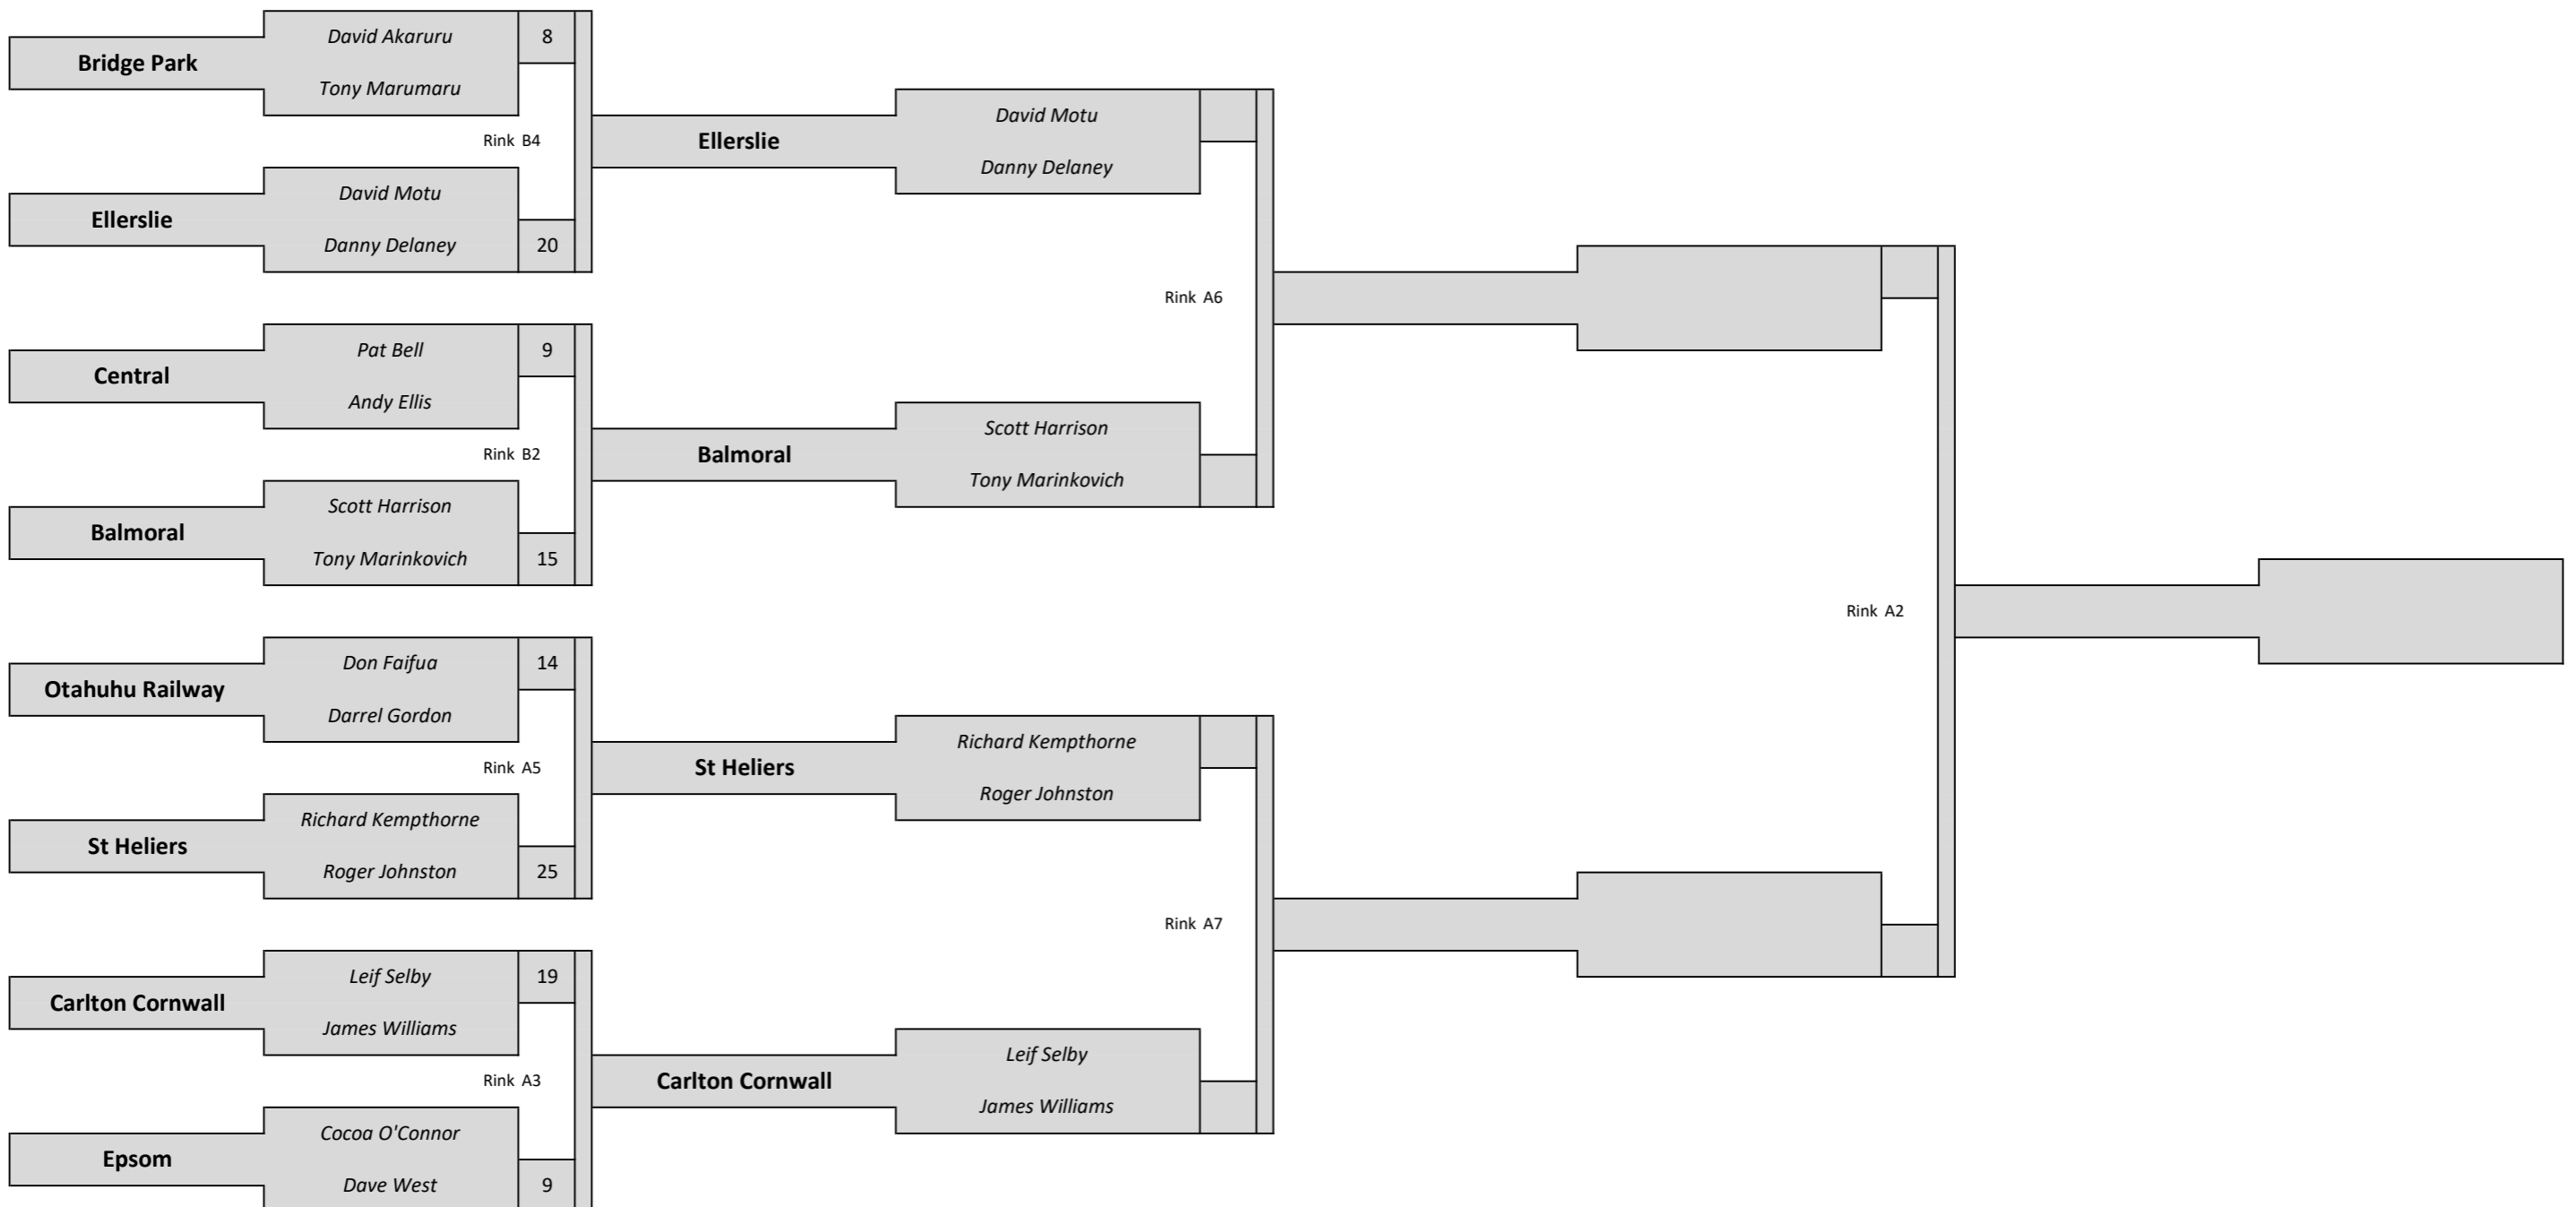 David Akaruru
8
Bridge Park
Tony Marumaru
Rink B4
David Motu
Ellerslie
Danny Delaney
20
Pat Bell
9
Central
Andy Ellis
Rink B2
Scott Harrison
Balmoral
Tony Marinkovich
15
Don Faifua
14
Otahuhu Railway
Darrel Gordon
Rink A5
Richard Kempthorne
St Heliers
Roger Johnston
25
Leif Selby
19
Carlton Cornwall
James Williams
Rink A3
Cocoa O'Connor
Epsom
Dave West
9
David Motu
Ellerslie
Danny Delaney
Rink A6
Scott Harrison
Balmoral
Tony Marinkovich
Richard Kempthorne
St Heliers
Roger Johnston
Rink A7
Leif Selby
Carlton Cornwall
James Williams
Rink A2